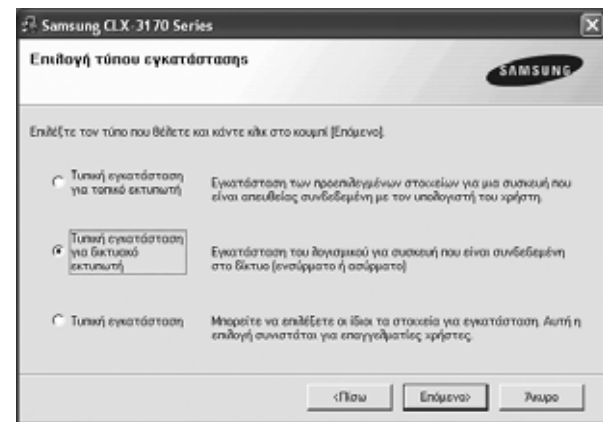 Samsung CLX-3170 Series
Επιλογή τύπου εγκατάστασης
SAMSUNG
Επιλέξτε τον τύπο που θέλετε και κάντε κλικ στο κουμπί [Επόμενο].
Τυπική εγκατάσταση
για τοπικό εκτυπωτή
Εγκατάσταση των προεπιλεγμένων στοιχείων για μια συσκευή που
είναι απευθείας συνδεδεμένη με τον υπολογιστή του χρήστη.
Τυπική εγκατάσταση
για δικτυακό
εκτυπωτή
Εγκατάσταση του λογισμικού για συσκευή που είναι συνδεδεμένη
στο δίκτυο (ενσύρματο ή ασύρματο)
Τυπική εγκατάσταση
Μπορείτε να επιλέξετε οι ίδιοι τα στοιχεία για εγκατάσταση. Αυτή η
επιλογή συνιστάται για επαγγελματίες χρήστες.
<Πίσω
Επόμενο>
Άκυρο